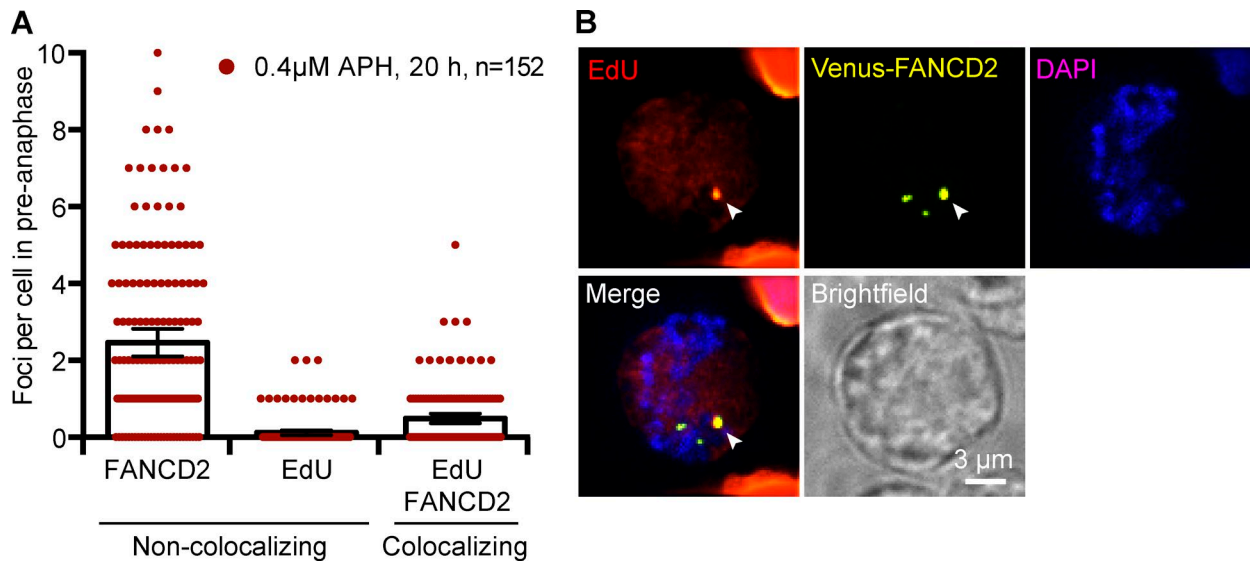 A
10
8
6
4
2
0
Foci per cell in pre-anaphase
0.4µM APH, 20 h, n=152
FANCD2
EdU
EdU
FANCD2
Non-colocalizing
Colocalizing
B
EdU
Venus-FANCD2
DAPI
Merge
Brightfield
3 µm